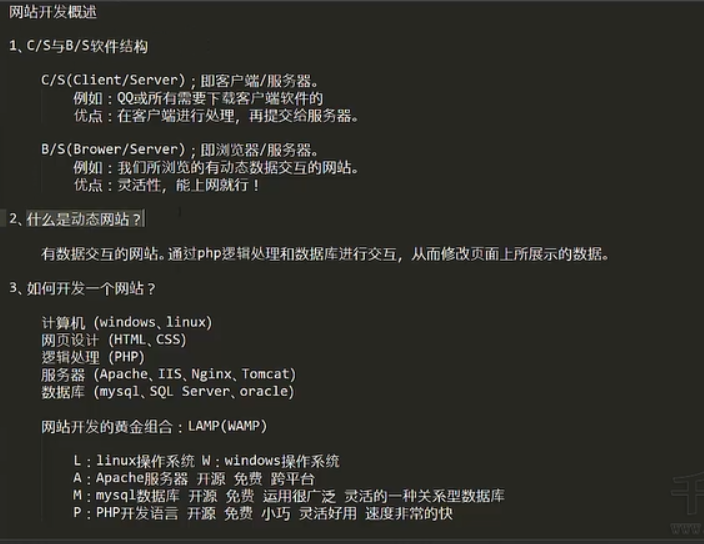 网站开发概述
1、C/S与B/S软件结构
C/S(Client/Server)；即客户端/服务器。
例如：QQ或所有需要下载客户端软件的
优点：在客户端进行处理，再提交给服务器。
B/S(Brower/Server)；即浏览器/服务器。
例如：我们所浏览的有动态数据交互的网站。
优点：灵活性，能上网就行！
2、什么是动态网站？
有数据交互的网站。通过php逻辑处理和数据库进行交互，从而修改页面上所展示的数据。
3、如何开发一个网站？
计算机 (windows、linux)
网页设计 (HTML、CSS)
逻辑处理 (PHP)
服务器 (Apache、IIS、Nginx、Tomcat)
数据库 (mysql、SQL Server、oracle)
网站开发的黄金组合：LAMP(WAMP)
L：linux操作系统 W：windows操作系统
A：Apache服务器 开源 免费 跨平台
M：mysql数据库 开源 免费 运用很广泛 灵活的一种关系型数据库
P：PHP开发语言 开源 免费 小巧 灵活好用 速度非常的快